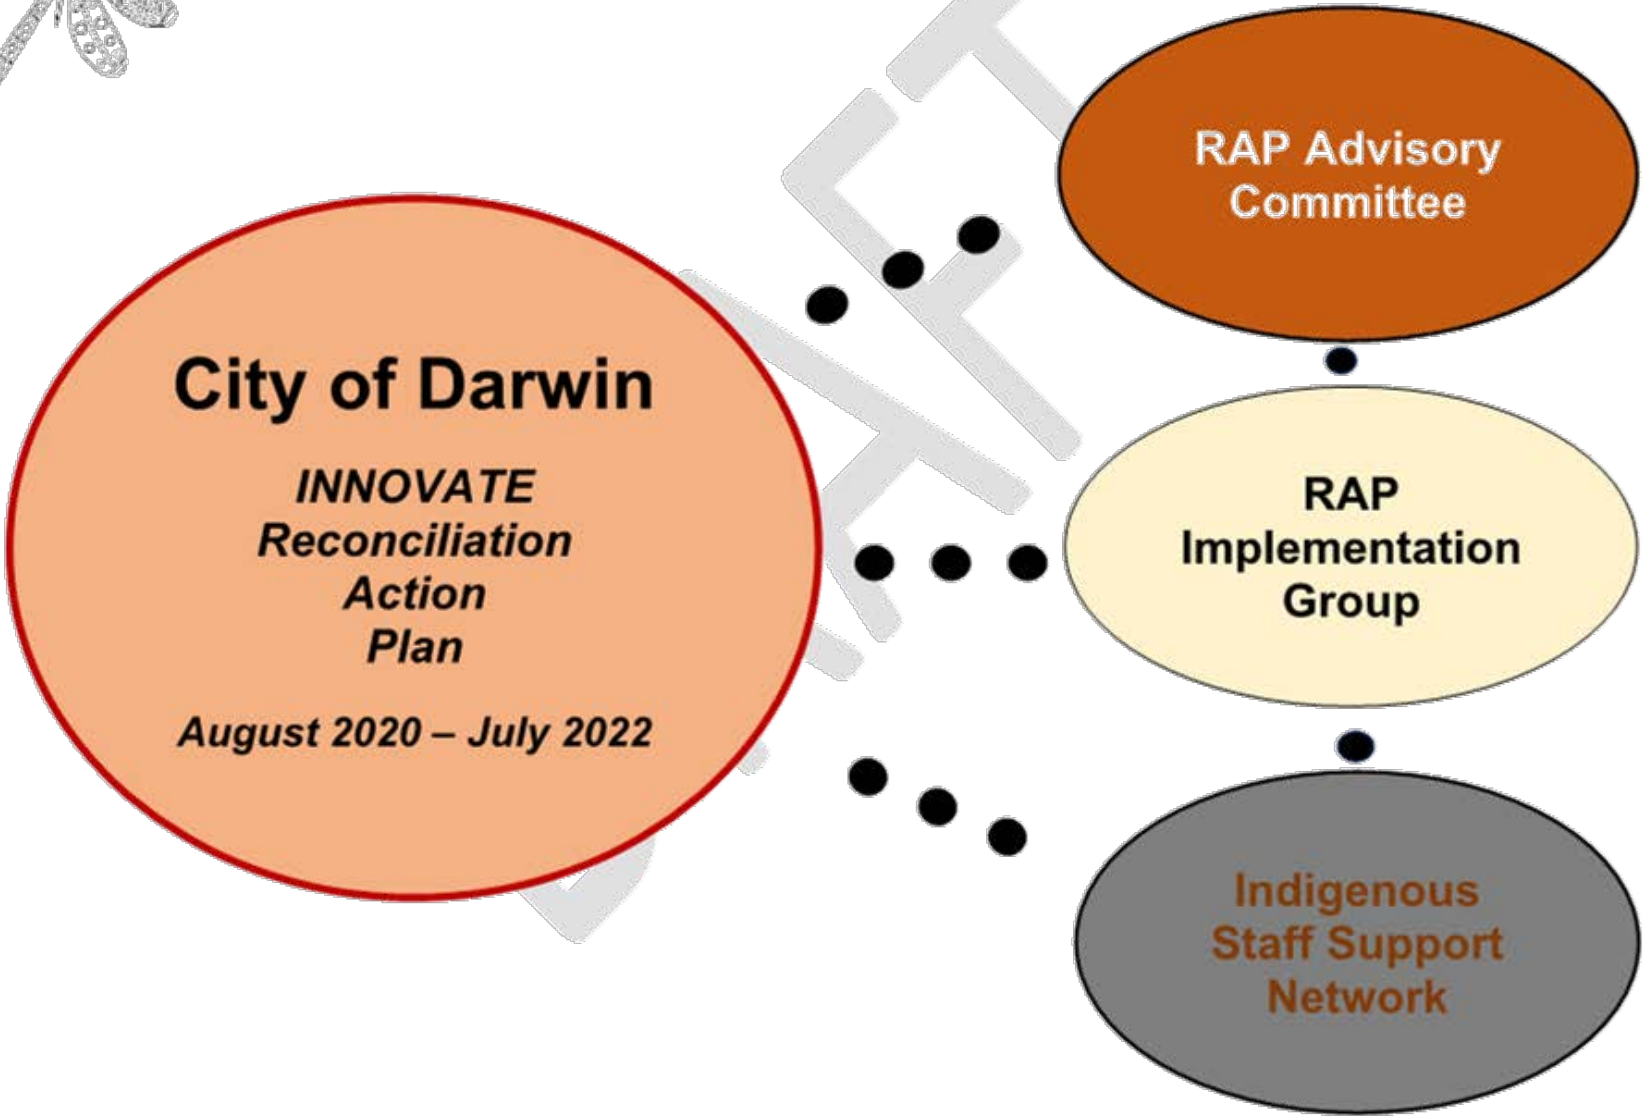 City of Darwin
INNOVATE
Reconciliation
Action
Plan
August 2020 – July 2022
RAP Advisory
Committee
RAP
Implementation
Group
Indigenous
Staff Support
Network
DRAFT